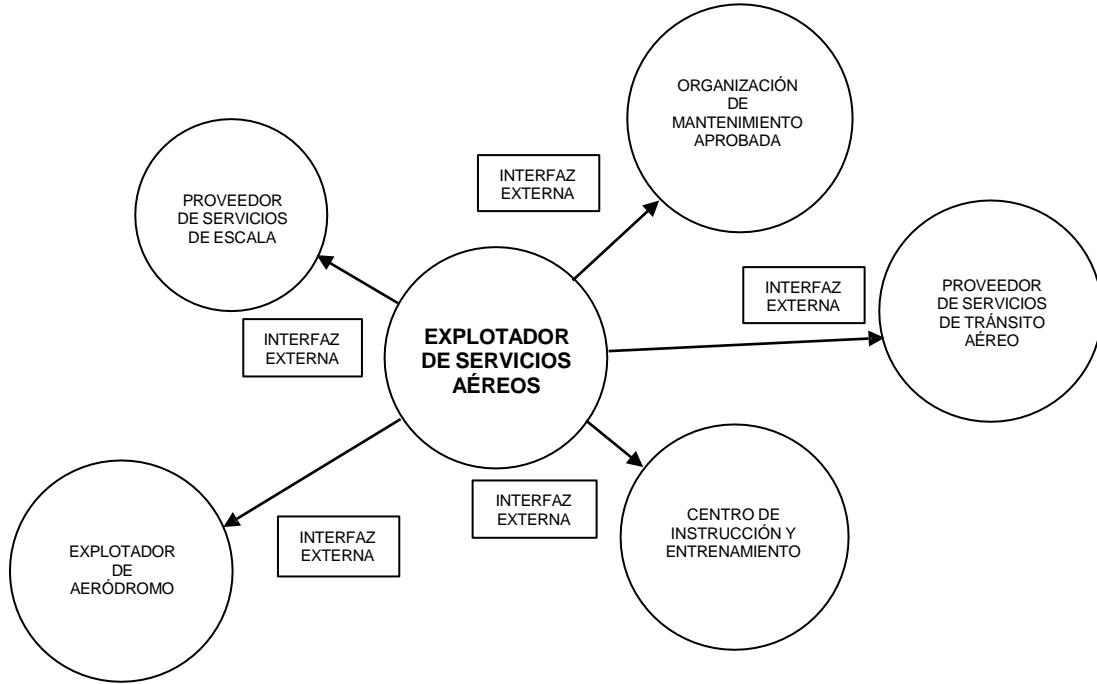 ORGANIZACIÓN
DE
MANTENIMIENTO
APROBADA
INTERFAZ
EXTERNA
PROVEEDOR
DE SERVICIOS
DE ESCALA
INTERFAZ
EXTERNA
PROVEEDOR
DE SERVICIOS
DE TRÁNSITO
AÉREO
INTERFAZ
EXTERNA
EXPLOTADOR
DE SERVICIOS
AÉREOS
INTERFAZ
EXTERNA
CENTRO DE
INSTRUCCIÓN Y
ENTRENAMIENTO
INTERFAZ
EXTERNA
EXPLOTADOR
DE
AERÓDROMO